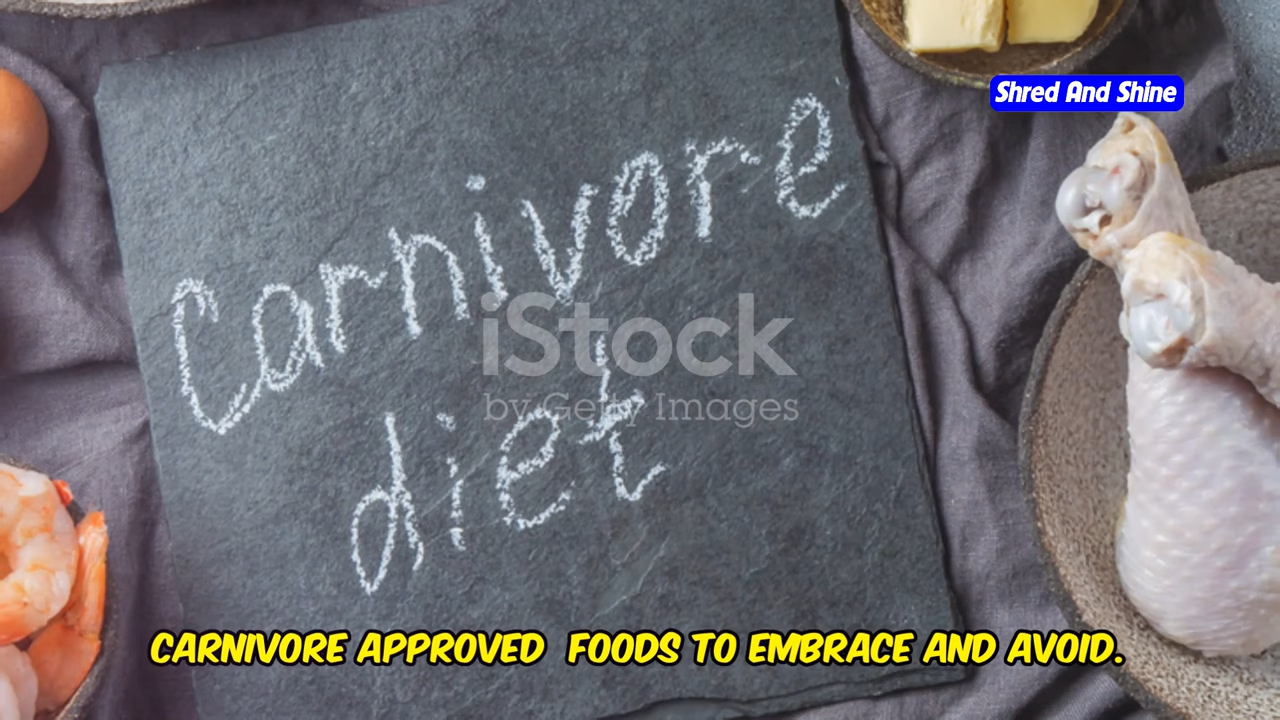 Shred And Shine
Carnivore
diet
iStock
by Getty Images
CARNIVORE APPROVED FOODS TO EMBRACE AND AVOID.